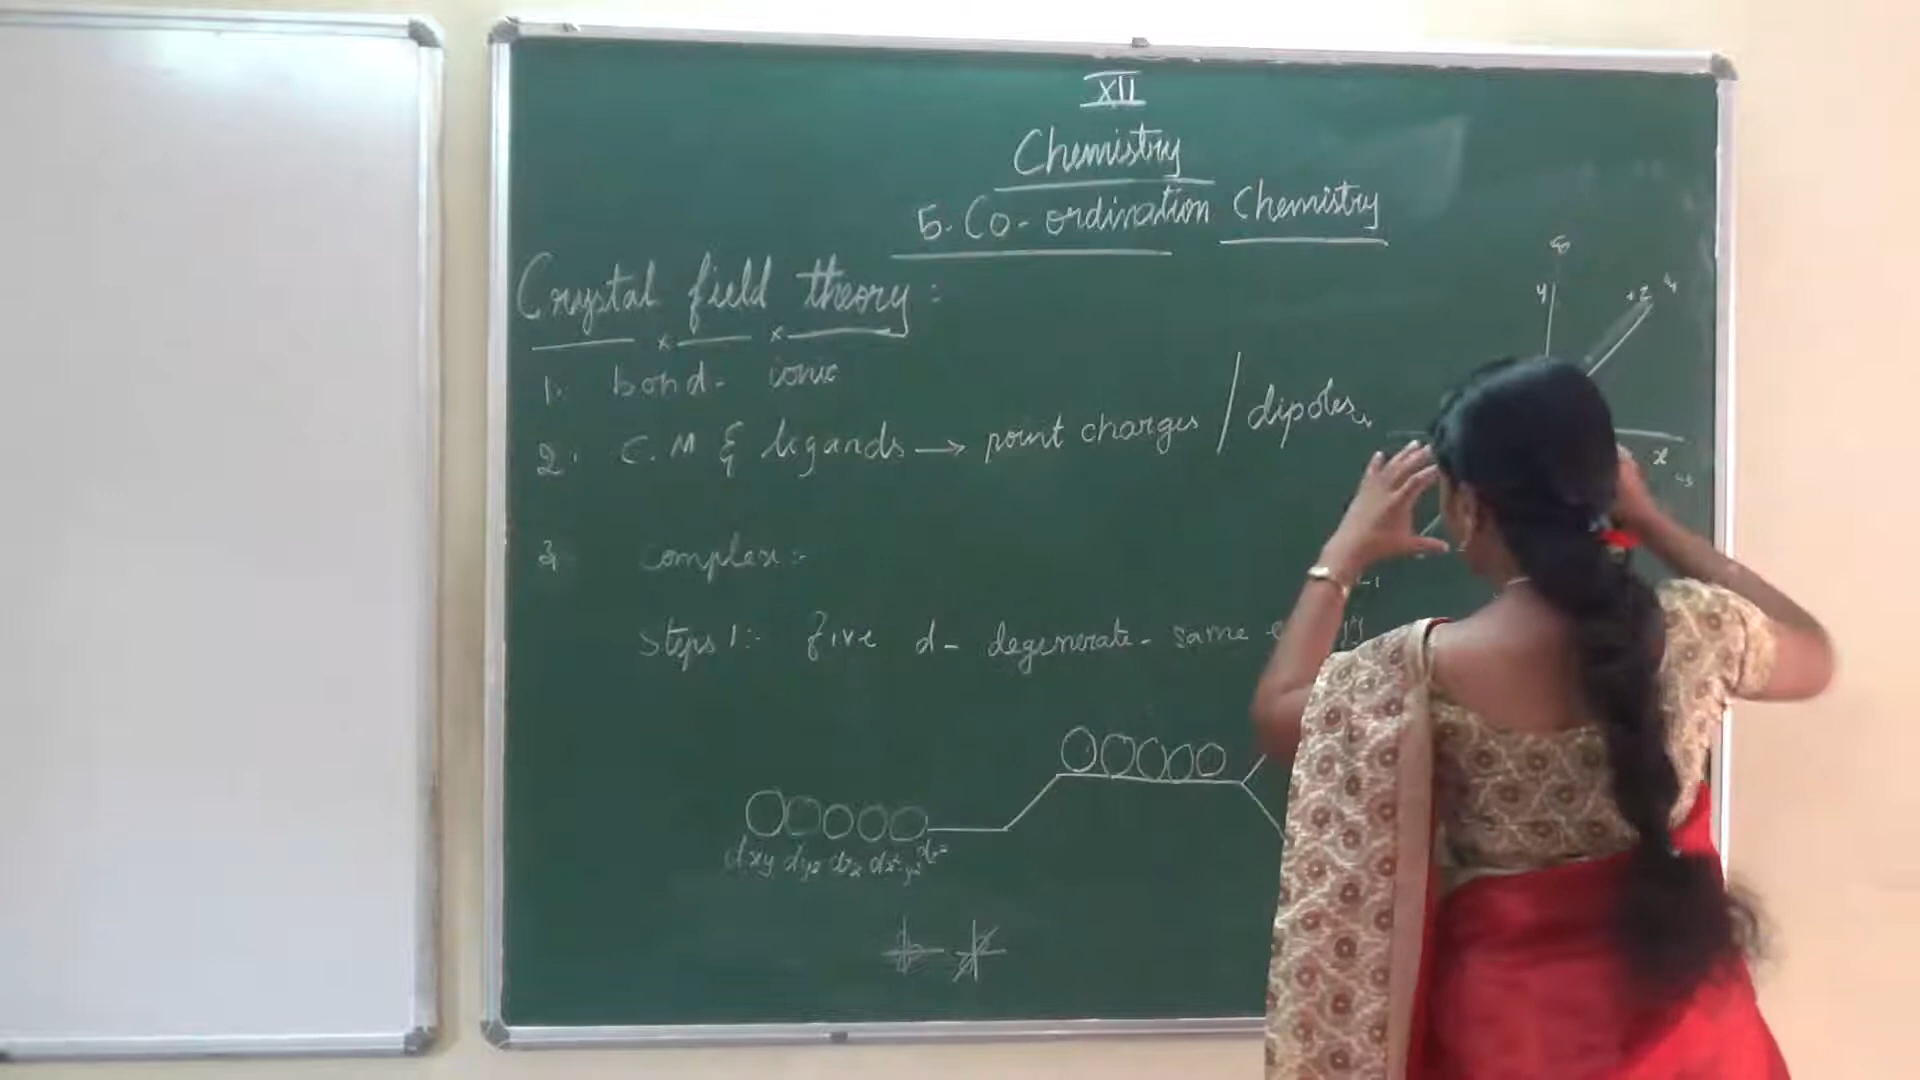 XII
Chemistry
5. Co-ordination Chemistry
Crystal field theory:
1. bond - ionic
2. C.M & ligands → point charges / dipoles
3 complex:-
Steps 1:- five d - degenerate - same
dxy dyz dzx dx²-y² dz²
y
+z
x